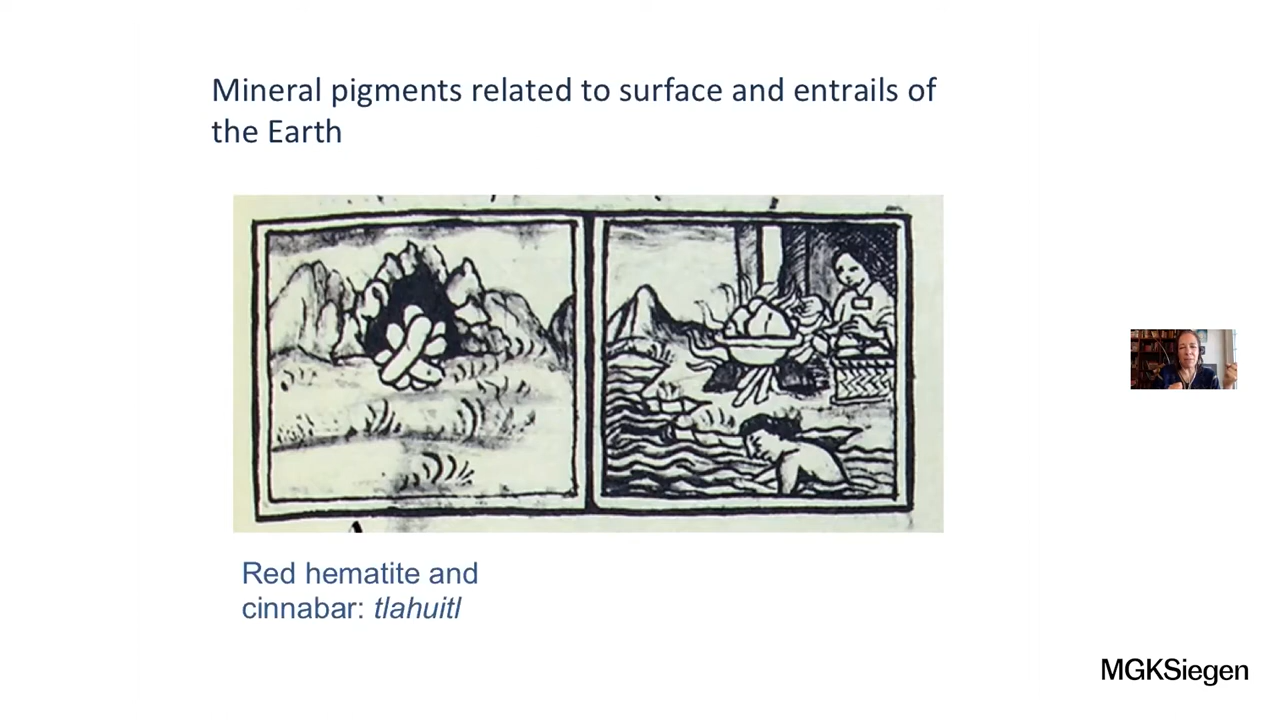 Mineral pigments related to surface and entrails of
the Earth
Red hematite and
cinnabar: tlahuitl
MGKSiegen